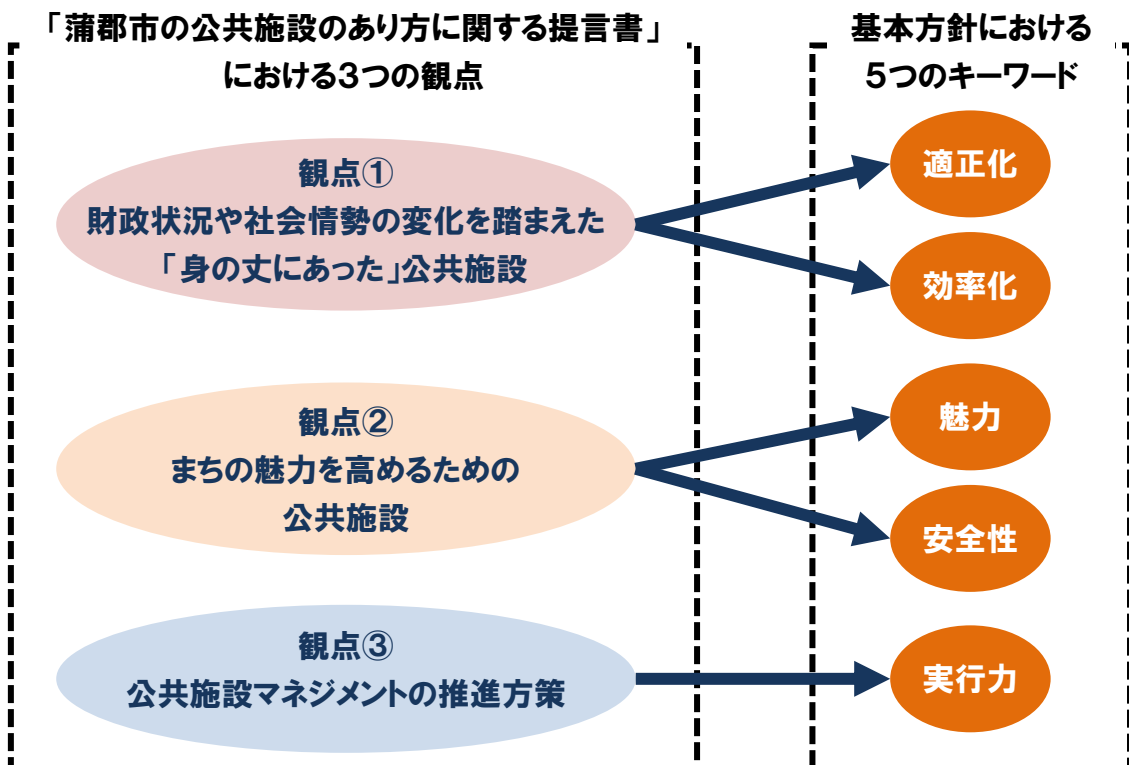 「蒲郡市の公共施設のあり方に関する提言書」
における3つの観点
基本方針における
5つのキーワード
観点①
財政状況や社会情勢の変化を踏まえた
「身の丈にあった」公共施設
適正化
効率化
観点②
まちの魅力を高めるための
公共施設
魅力
安全性
観点③
公共施設マネジメントの推進方策
実行力